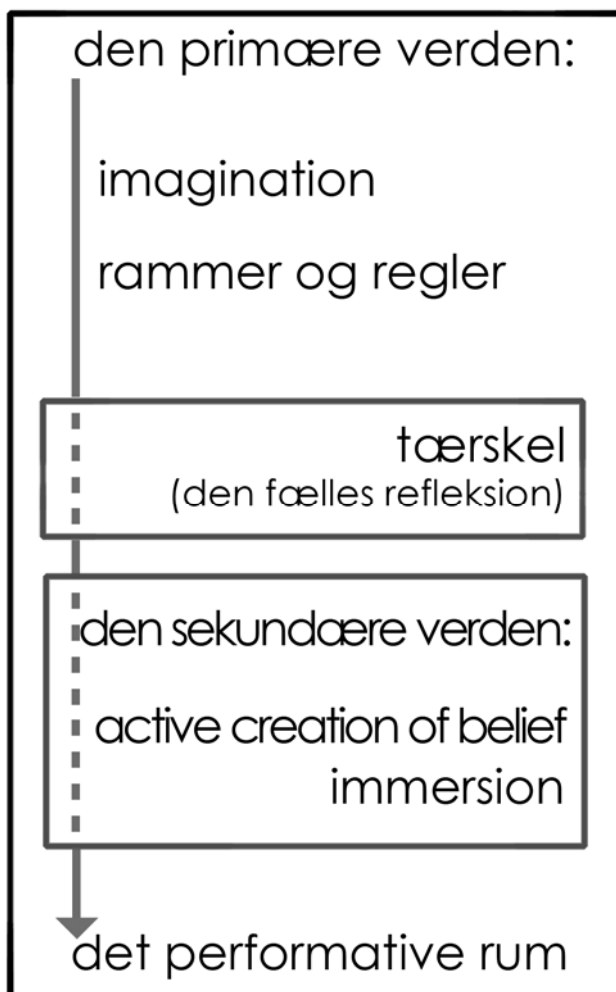 den primære verden:
imagination
rammer og regler
tærskel
(den fælles refleksion)
den sekundære verden:
active creation of belief
immersion
det performative rum